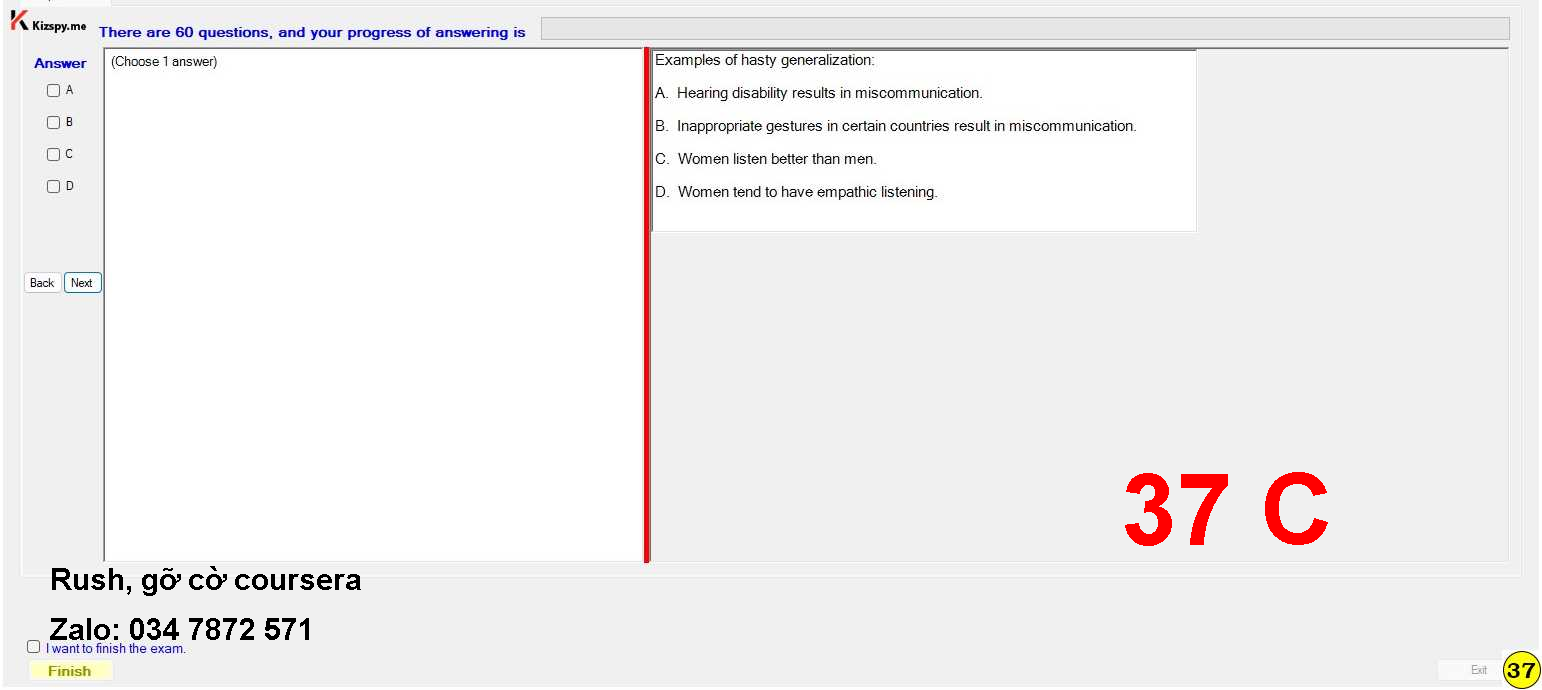 Kizspy.me
There are 60 questions, and your progress of answering is
Answer
A
B
C
D
Back Next
(Choose 1 answer)
Examples of hasty generalization:
A. Hearing disability results in miscommunication.
B. Inappropriate gestures in certain countries result in miscommunication.
C. Women listen better than men.
D. Women tend to have empathic listening.
37 C
Rush, gỡ cờ coursera
Zalo: 034 7872 571
I want to finish the exam.
Finish
Exit
37